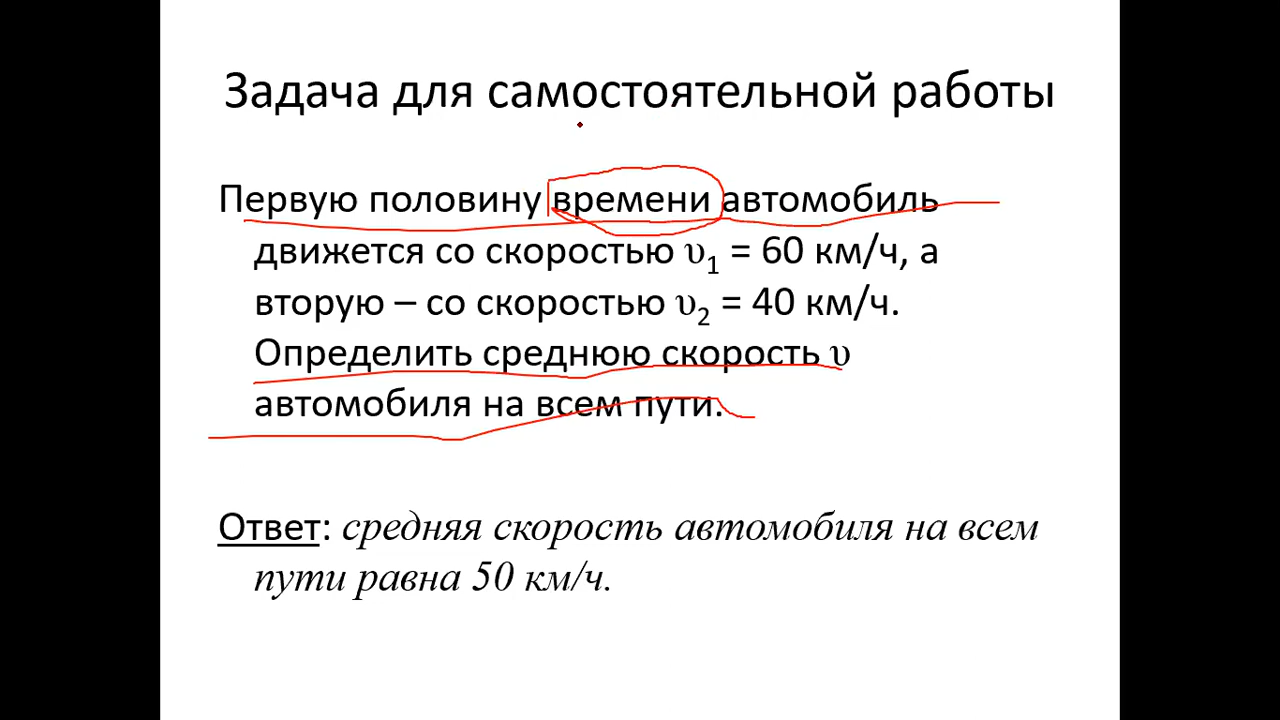 Задача для самостоятельной работы
Первую половину времени автомобиль
движется со скоростью υ₁ = 60 км/ч, а
вторую – со скоростью υ₂ = 40 км/ч.
Определить среднюю скорость υ
автомобиля на всем пути.
Ответ: средняя скорость автомобиля на всем
пути равна 50 км/ч.